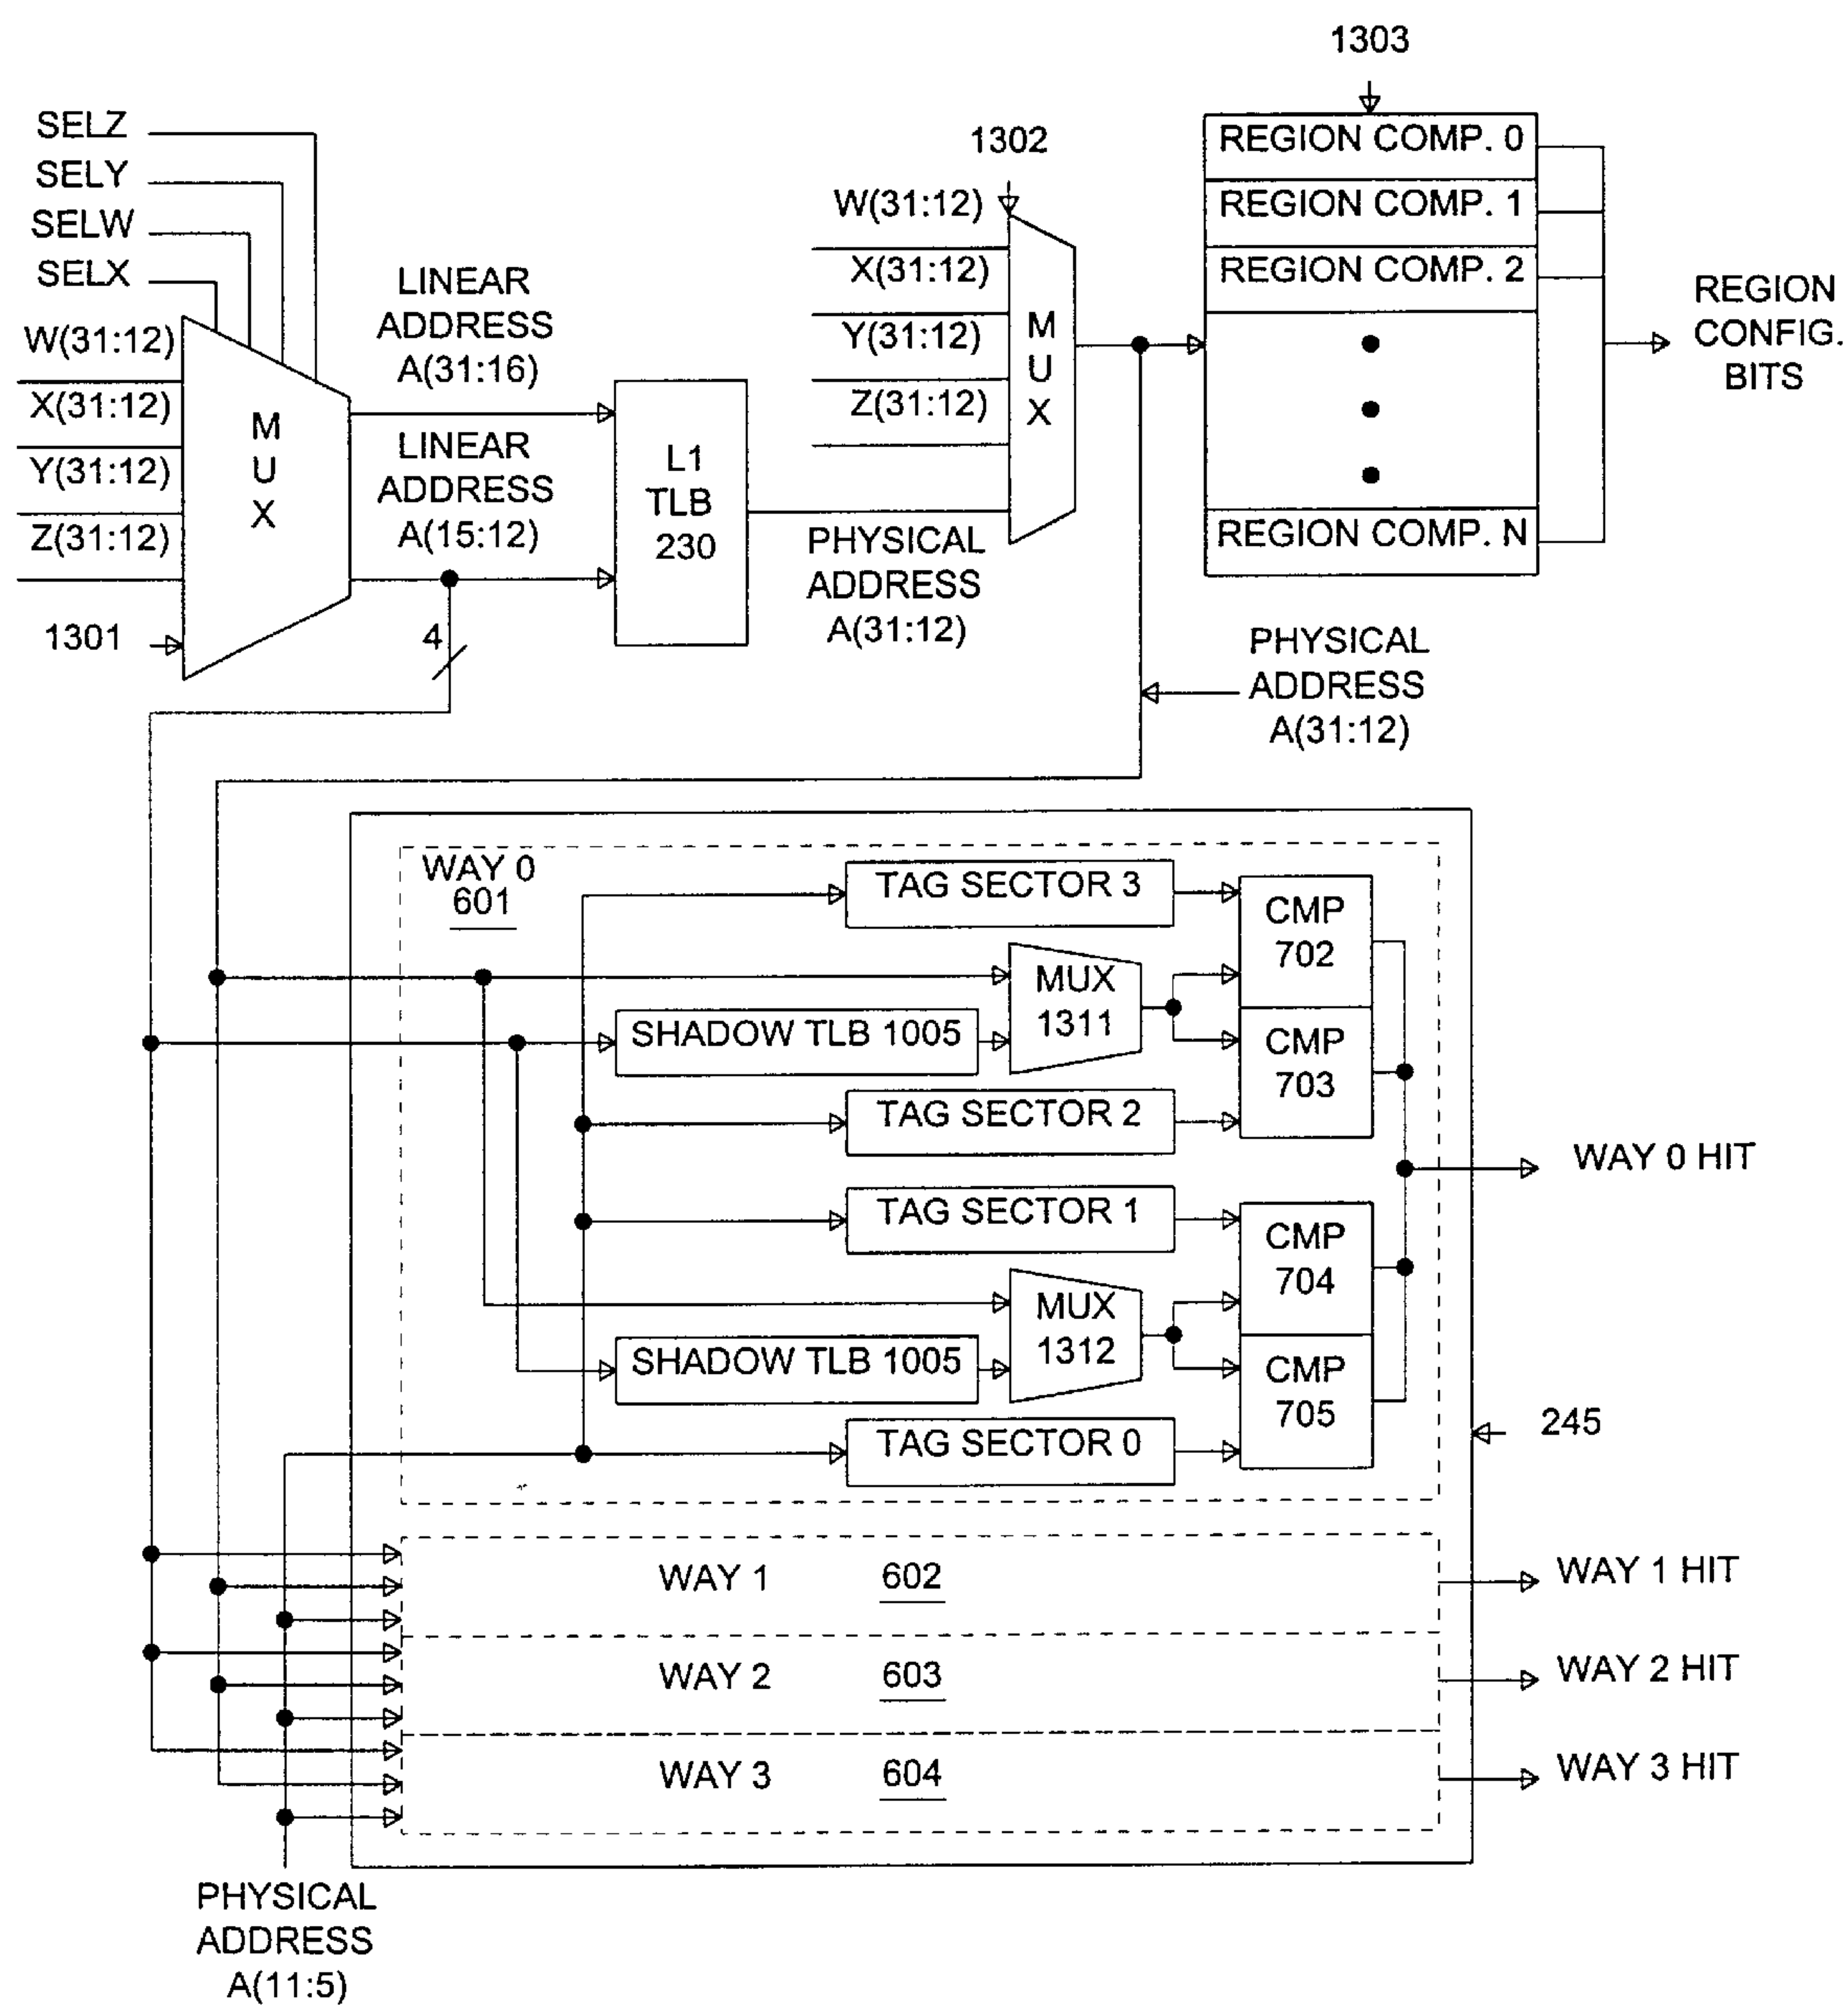 1303
SELZ
SELY
SELW
SELX
W(31:12)
X(31:12)
Y(31:12)
Z(31:12)
1301
M
U
X
LINEAR
ADDRESS
A(31:16)
LINEAR
ADDRESS
A(15:12)
4
L1
TLB
230
1302
W(31:12)
X(31:12)
Y(31:12)
Z(31:12)
M
U
X
PHYSICAL
ADDRESS
A(31:12)
REGION COMP. 0
REGION COMP. 1
REGION COMP. 2
REGION COMP. N
REGION
CONFIG.
BITS
PHYSICAL
ADDRESS
A(31:12)
WAY 0
601
TAG SECTOR 3
MUX
1311
SHADOW TLB 1005
TAG SECTOR 2
CMP
702
CMP
703
WAY 0 HIT
TAG SECTOR 1
MUX
1312
SHADOW TLB 1005
TAG SECTOR 0
CMP
704
CMP
705
245
WAY 1 602
WAY 1 HIT
WAY 2 603
WAY 2 HIT
WAY 3 604
WAY 3 HIT
PHYSICAL
ADDRESS
A(11:5)